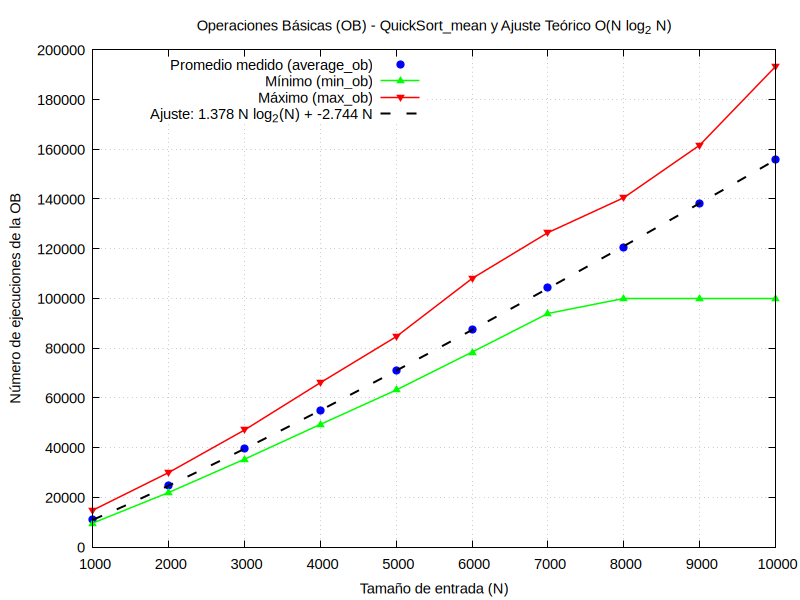 Operaciones Básicas (OB) - QuickSort_mean y Ajuste Teórico O(N log₂ N)
200000
180000
160000
140000
120000
100000
80000
60000
40000
20000
0
Número de ejecuciones de la OB
Promedio medido (average_ob)
Mínimo (min_ob)
Máximo (max_ob)
Ajuste: 1.378 N log₂(N) + -2.744 N
1000 2000 3000 4000 5000 6000 7000 8000 9000 10000
Tamaño de entrada (N)